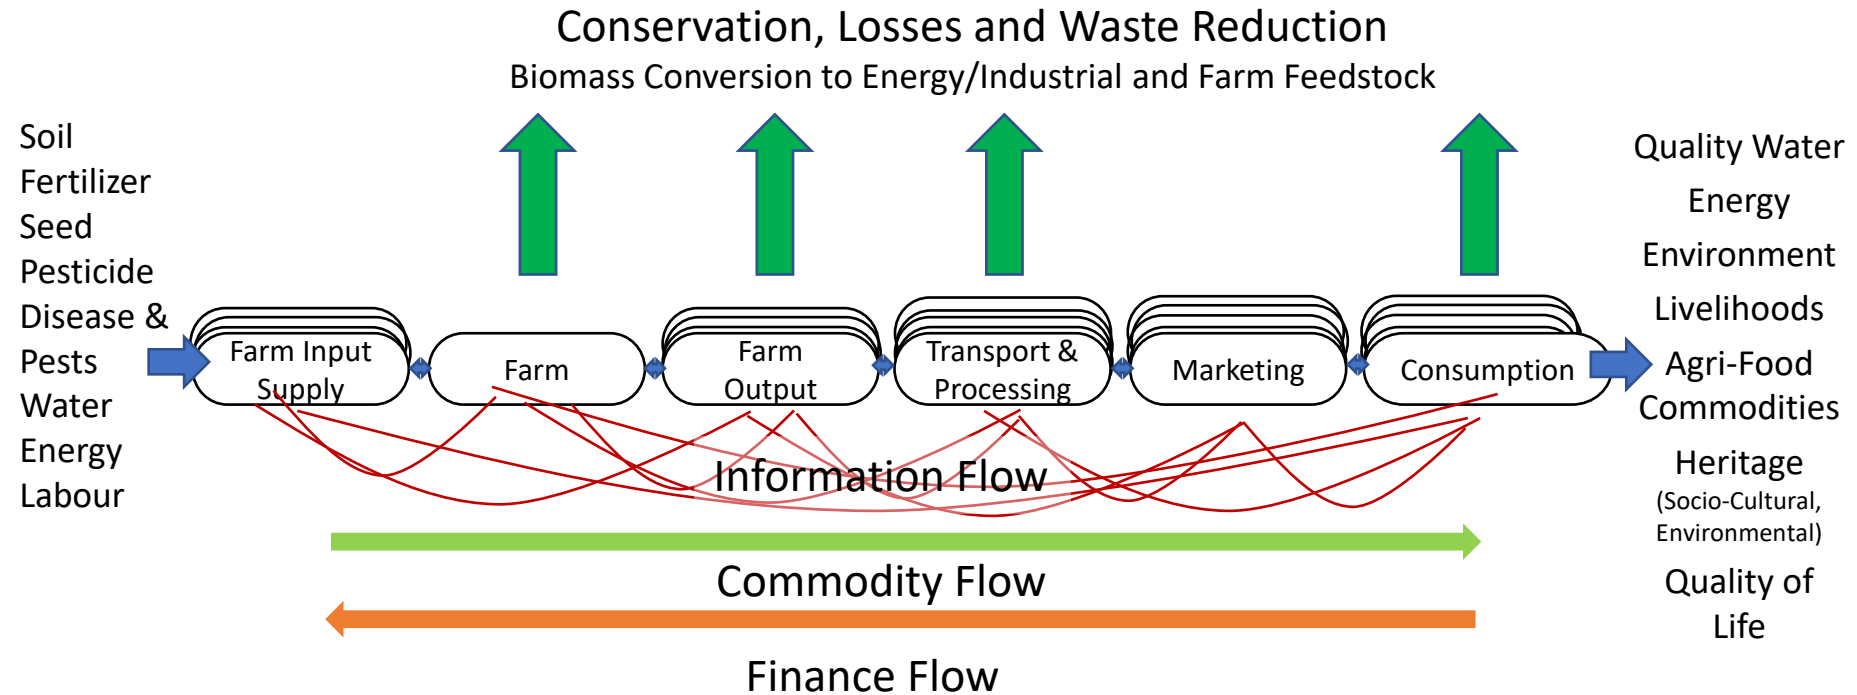 Conservation, Losses and Waste Reduction
Biomass Conversion to Energy/Industrial and Farm Feedstock
Soil
Fertilizer
Seed
Pesticide
Disease &
Pests
Water
Energy
Labour
Farm Input
Supply
Farm
Farm
Output
Transport &
Processing
Marketing
Consumption
Quality Water
Energy
Environment
Livelihoods
Agri-Food
Commodities
Heritage
(Socio-Cultural,
Environmental)
Quality of
Life
Information Flow
Commodity Flow
Finance Flow